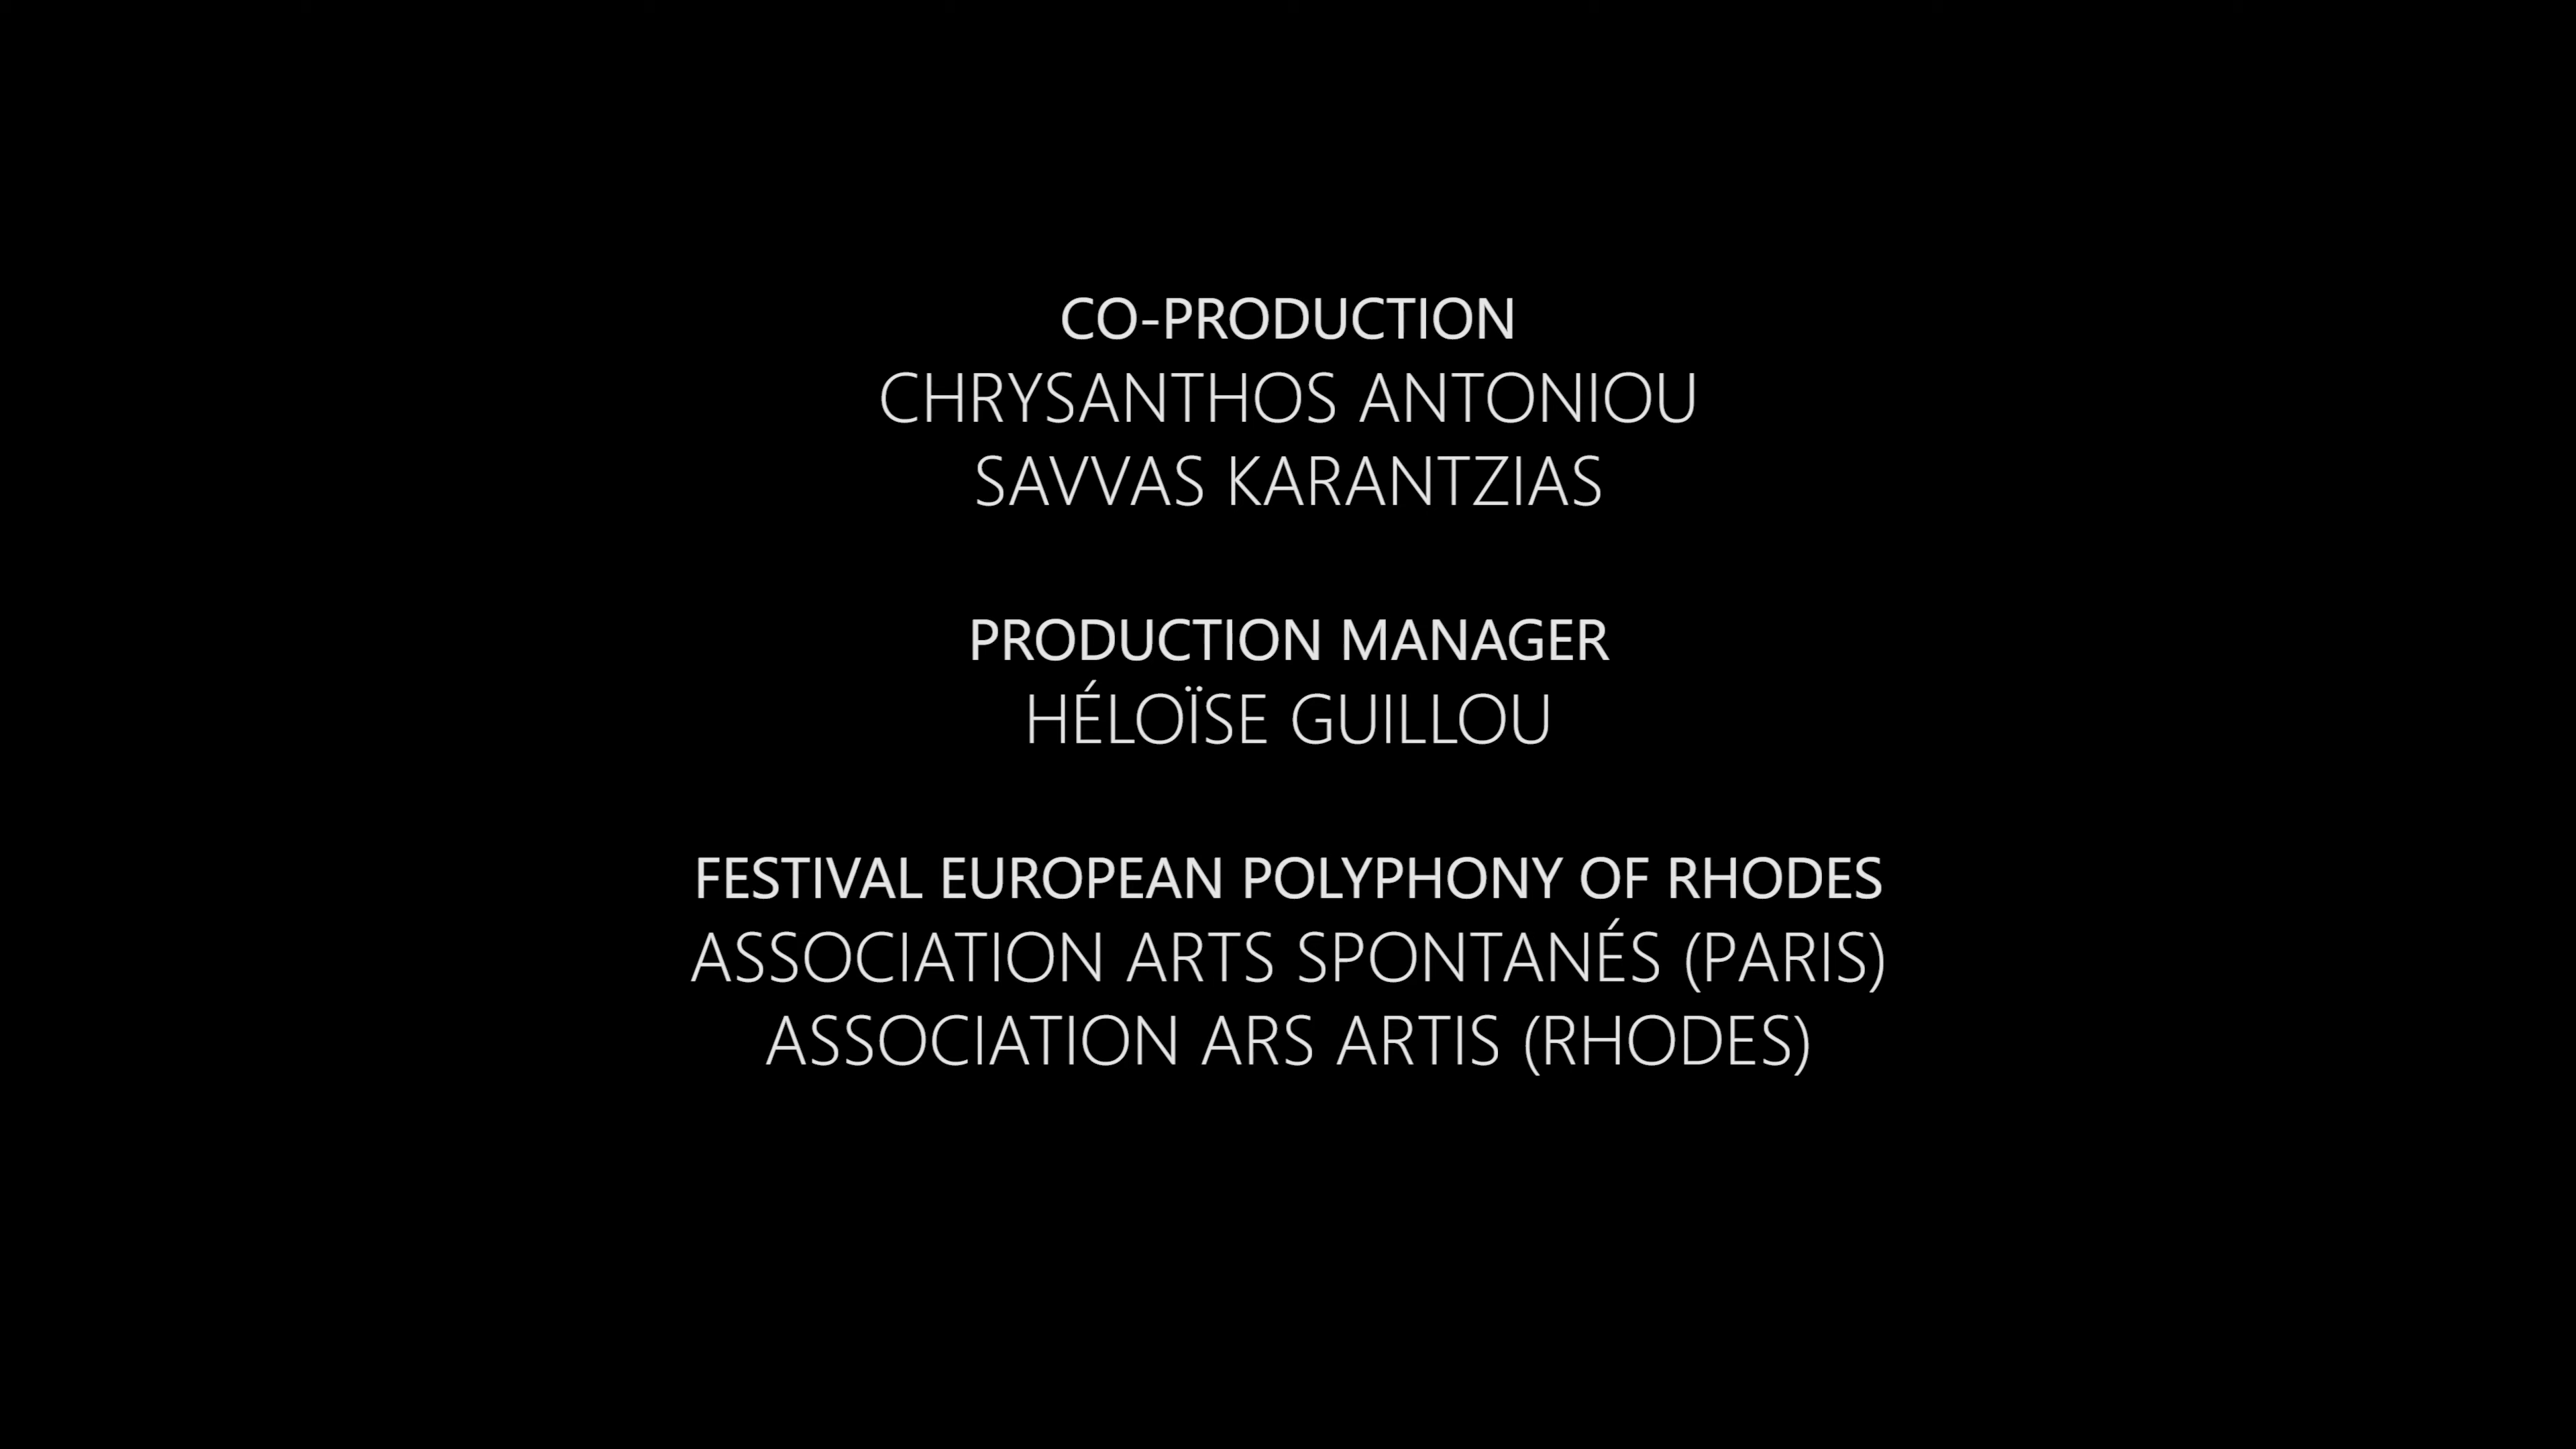 CO-PRODUCTION
CHRYSANTHOS ANTONIOU
SAVVAS KARANTZIAS
PRODUCTION MANAGER
HÉLOÏSE GUILLOU
FESTIVAL EUROPEAN POLYPHONY OF RHODES
ASSOCIATION ARTS SPONTANÉS (PARIS)
ASSOCIATION ARS ARTIS (RHODES)